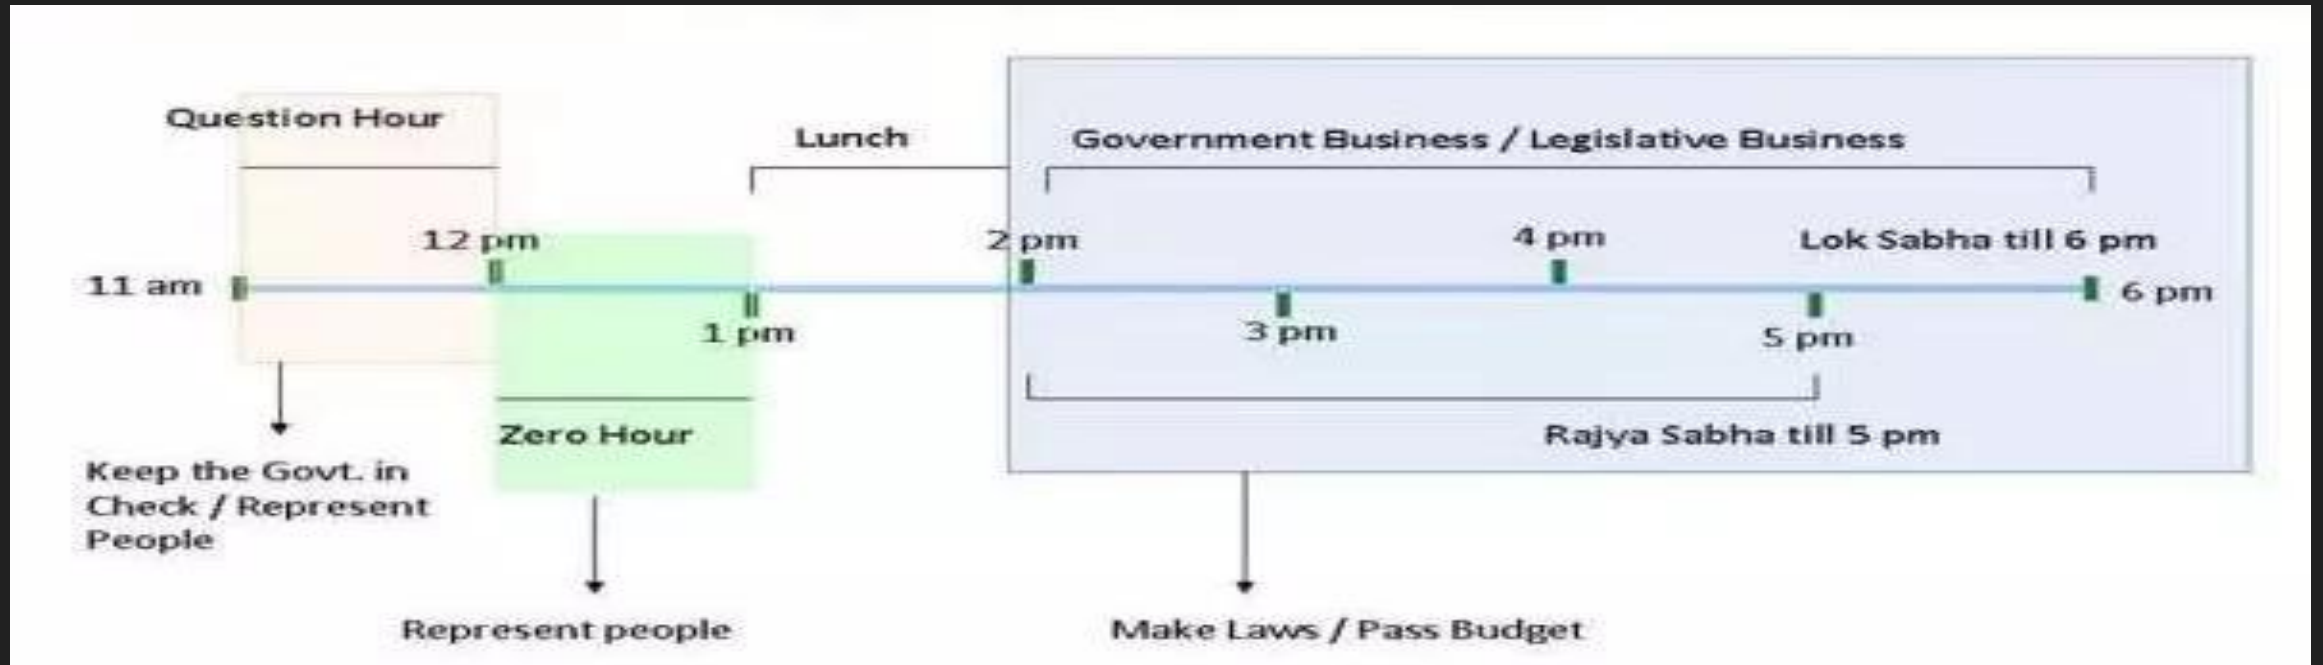 Question Hour
Lunch
Government Business / Legislative Business
12 pm
2 pm
4 pm
Lok Sabha till 6 pm
11 am
6 pm
1 pm
3 pm
5 pm
Zero Hour
Rajya Sabha till 5 pm
Keep the Govt. in
Check / Represent
People
Represent people
Make Laws / Pass Budget